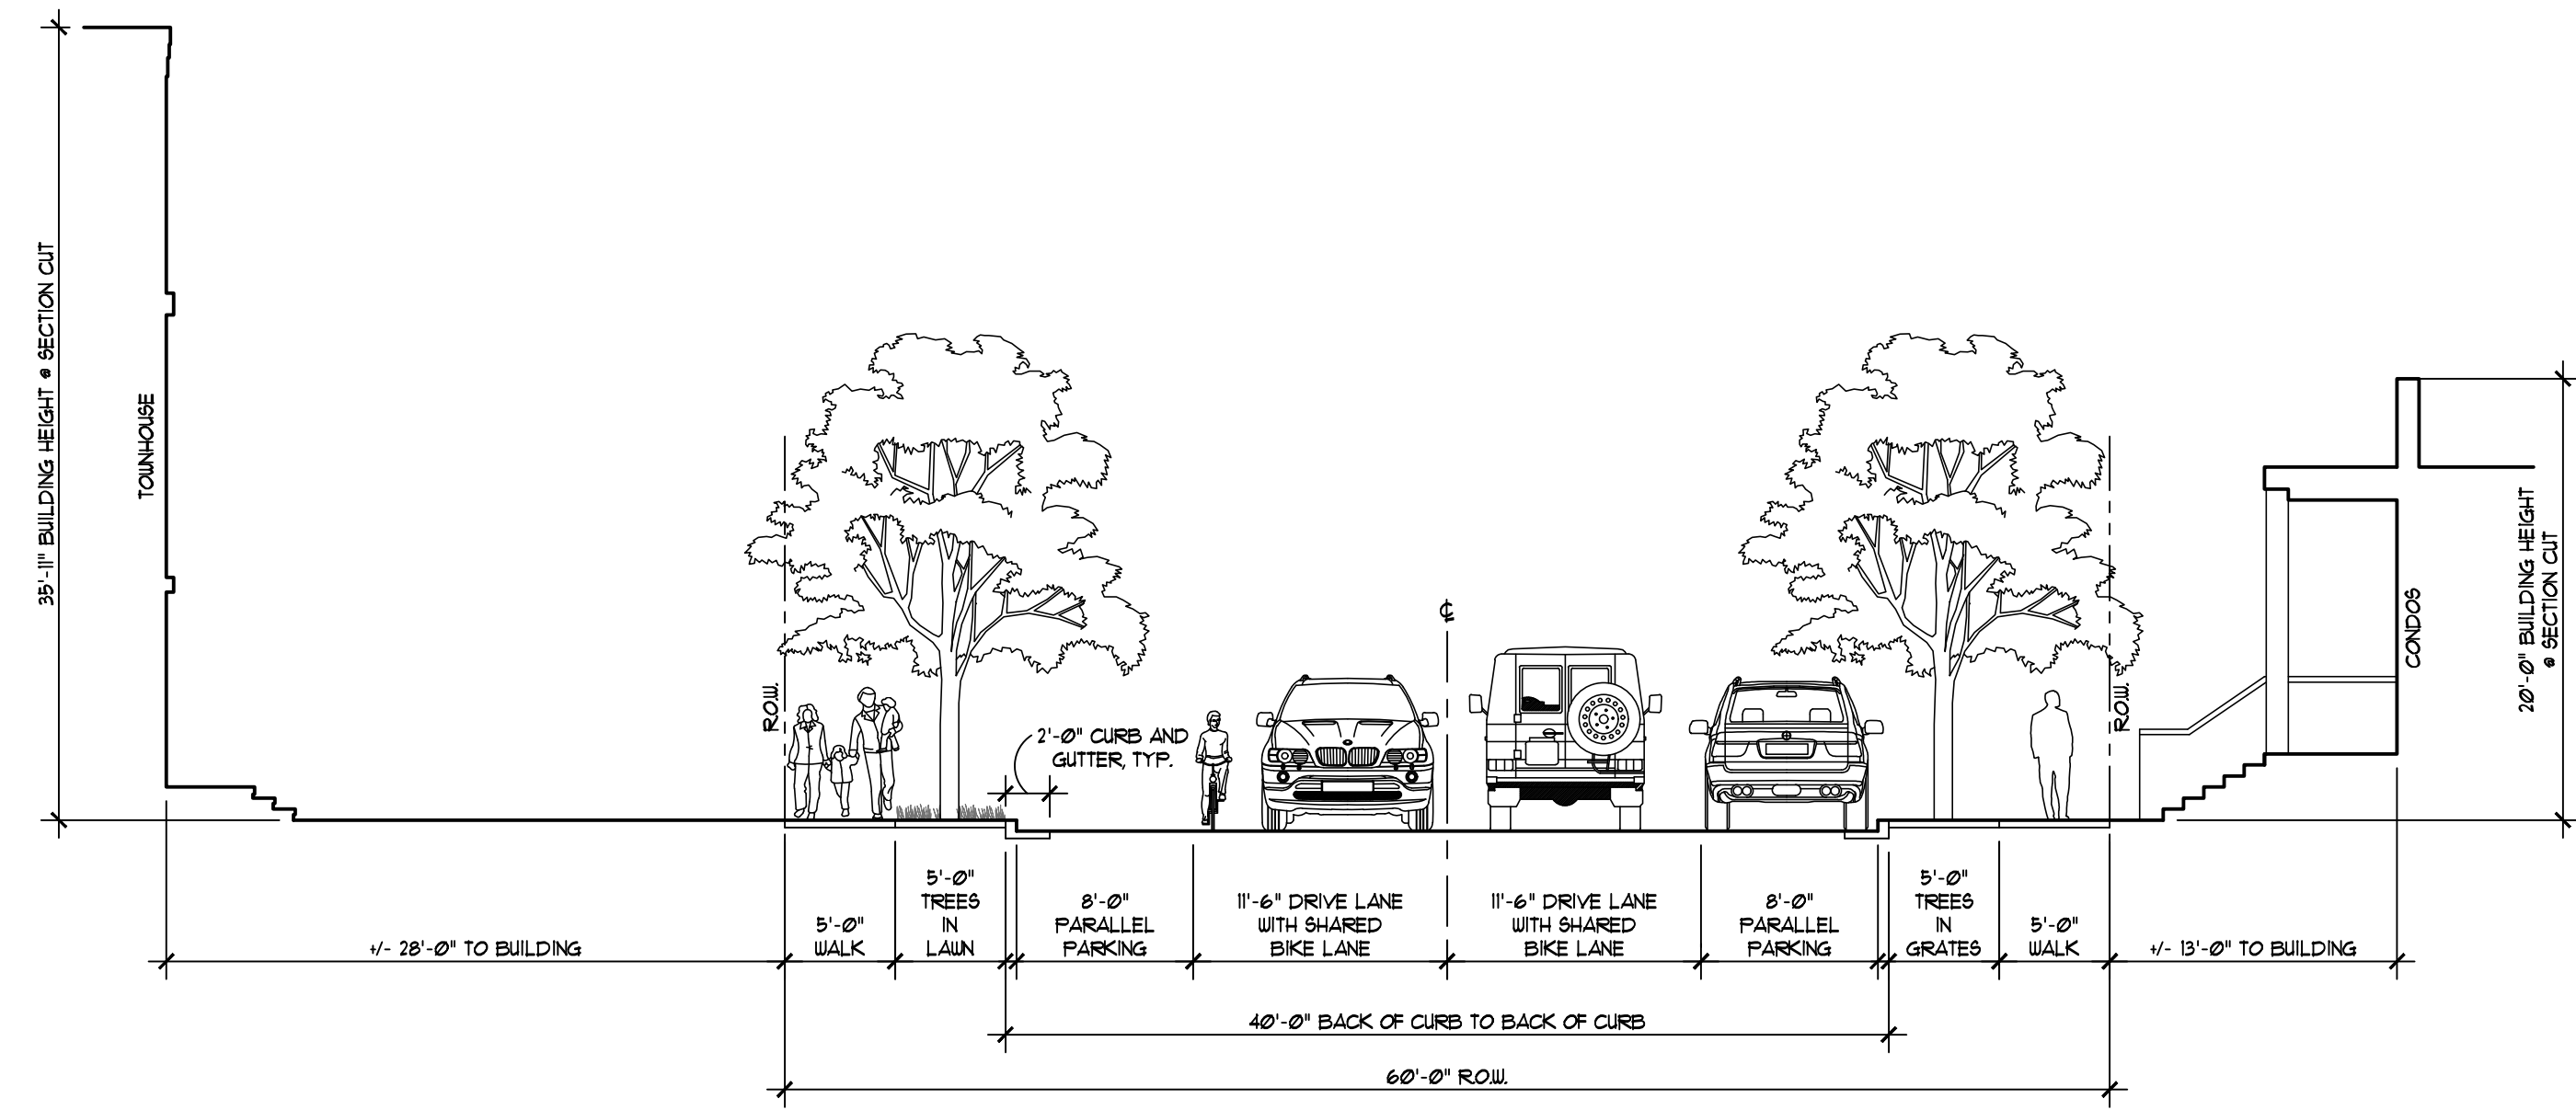 35'-11" BUILDING HEIGHT @ SECTION CUT
TOWNHOUSE
R.O.W.
2'-0" CURB AND
GUTTER, TYP.
℄
R.O.W.
CONDOS
20'-0" BUILDING HEIGHT
@ SECTION CUT
+/- 28'-0" TO BUILDING
5'-0"
WALK
5'-0"
TREES
IN
LAWN
8'-0"
PARALLEL
PARKING
11'-6" DRIVE LANE
WITH SHARED
BIKE LANE
11'-6" DRIVE LANE
WITH SHARED
BIKE LANE
8'-0"
PARALLEL
PARKING
5'-0"
TREES
IN
GRATES
5'-0"
WALK
+/- 13'-0" TO BUILDING
40'-0" BACK OF CURB TO BACK OF CURB
60'-0" R.O.W.